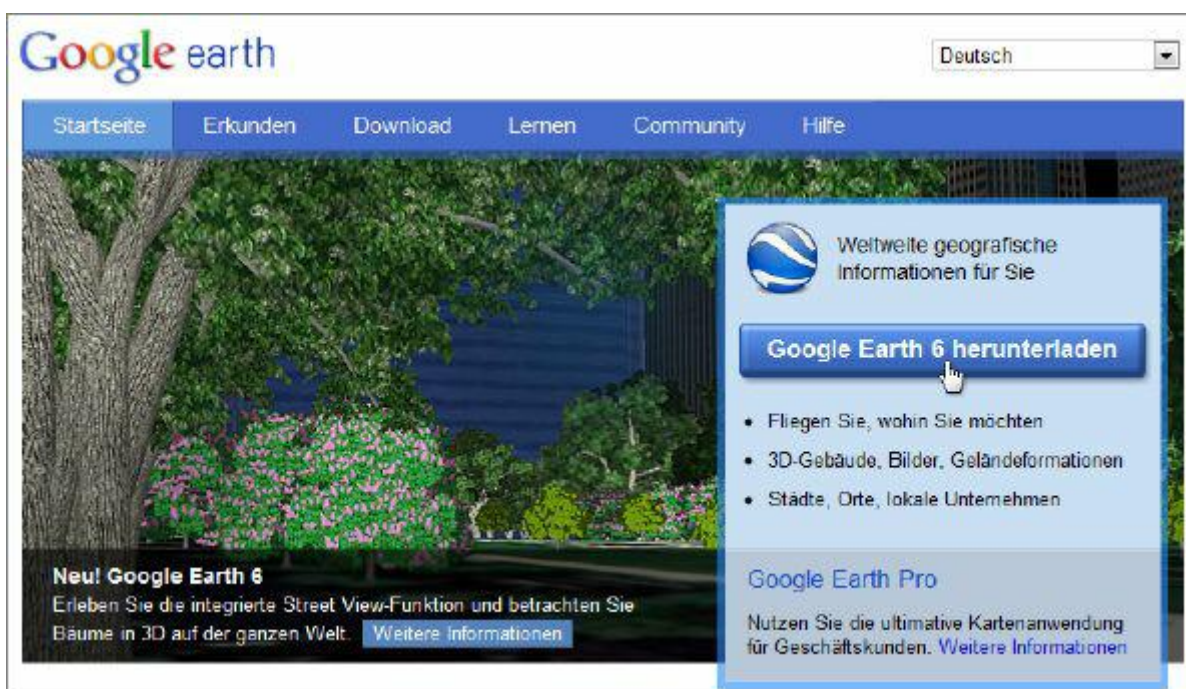 Google earth
Deutsch
Startseite Erkunden Download Lernen Community Hilfe
Weltweite geografische
Informationen für Sie
Google Earth 6 herunterladen
• Fliegen Sie, wohin Sie möchten
• 3D-Gebäude, Bilder, Geländeformationen
• Städte, Orte, lokale Unternehmen
Neu! Google Earth 6
Erleben Sie die integrierte Street View-Funktion und betrachten Sie
Bäume in 3D auf der ganzen Welt. Weitere Informationen
Google Earth Pro
Nutzen Sie die ultimative Kartenanwendung
für Geschäftskunden. Weitere Informationen